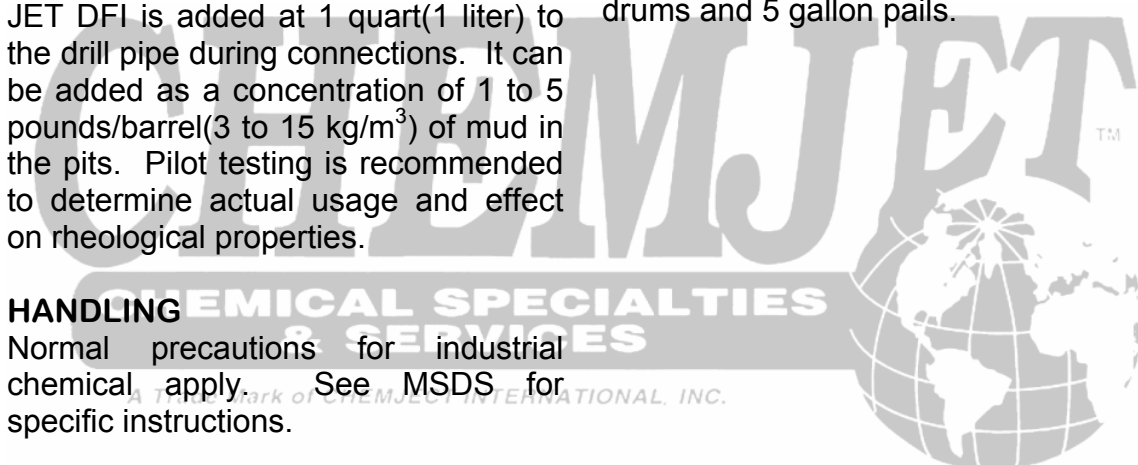 JET DFI is added at 1 quart(1 liter) to
the drill pipe during connections. It can
be added as a concentration of 1 to 5
pounds/barrel(3 to 15 kg/m³) of mud in
the pits. Pilot testing is recommended
to determine actual usage and effect
on rheological properties.
HANDLING
Normal precautions for industrial
chemical apply. See MSDS for
specific instructions.
drums and 5 gallon pails.
CHEMJET TM
CHEMICAL SPECIALTIES
& SERVICES
A Trade Mark of CHEMJECT INTERNATIONAL, INC.